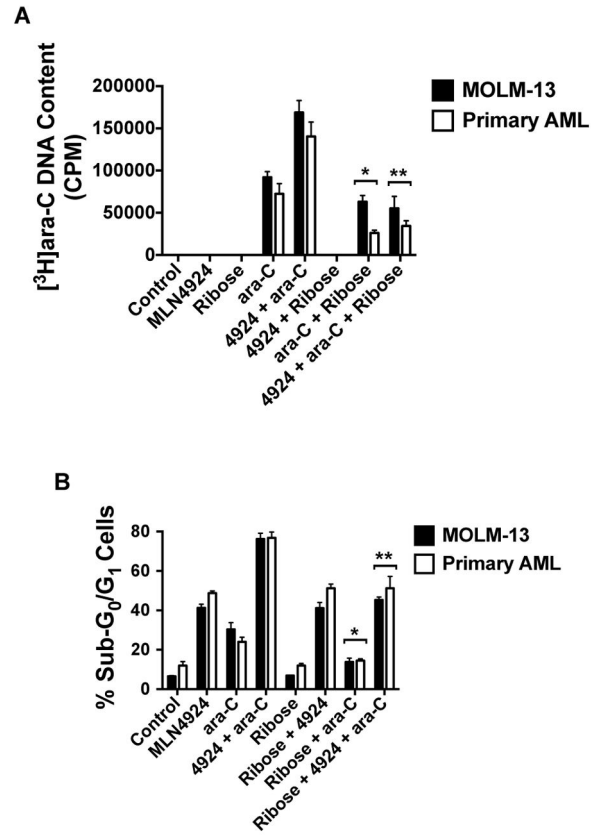 A
[³H]ara-C DNA Content
(CPM)
200000
150000
100000
50000
0
MOLM-13
Primary AML
*
**
Control
MLN4924
Ribose
ara-C
4924 + ara-C
4924 + Ribose
ara-C + Ribose
4924 + ara-C + Ribose
B
% Sub-G₀/G₁ Cells
80
60
40
20
0
MOLM-13
Primary AML
*
**
Control
MLN4924
ara-C
4924 + ara-C
Ribose
Ribose + 4924
Ribose + ara-C
Ribose + 4924 + ara-C